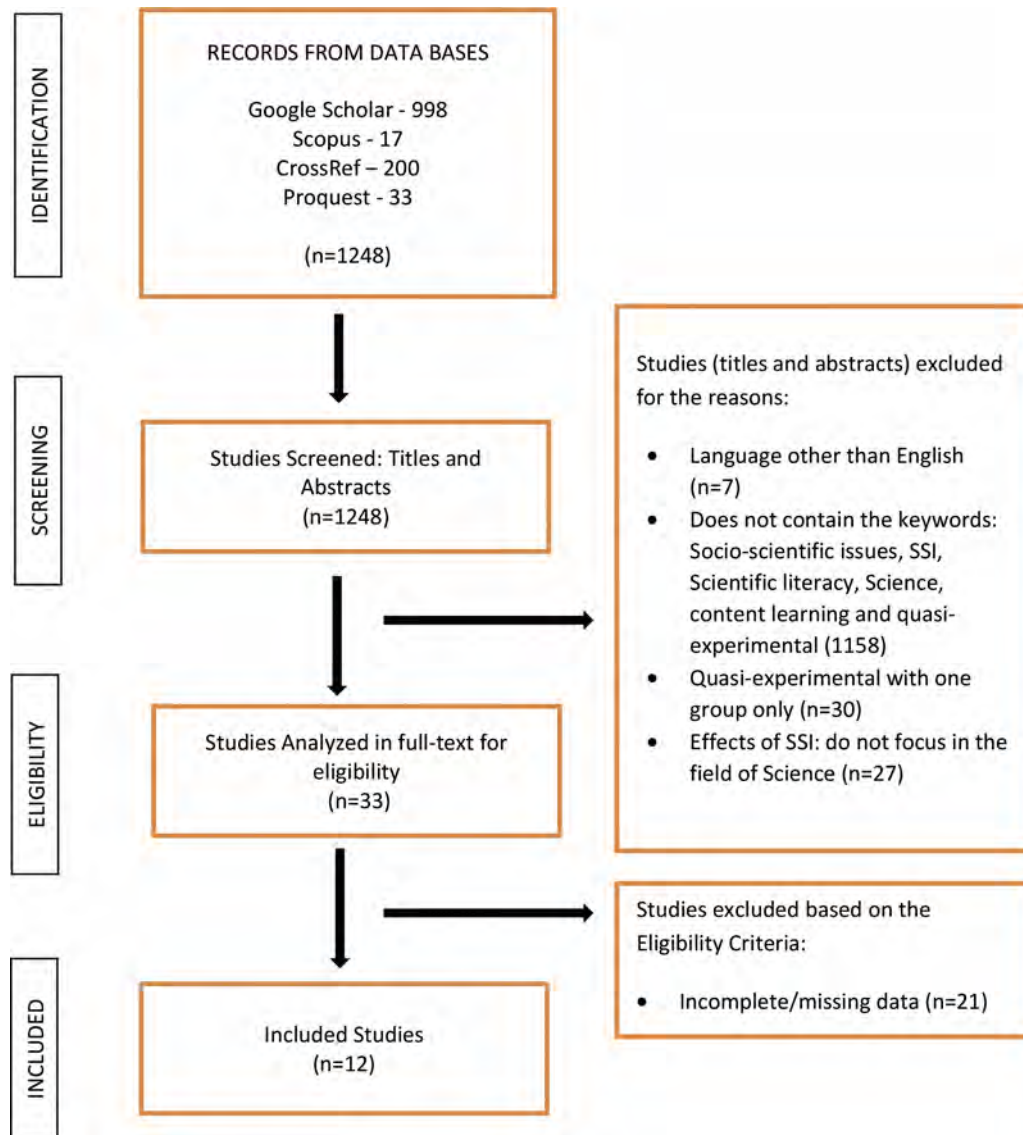 IDENTIFICATION
RECORDS FROM DATA BASES
Google Scholar - 998
Scopus - 17
CrossRef – 200
Proquest - 33
(n=1248)
SCREENING
Studies Screened: Titles and
Abstracts
(n=1248)
Studies (titles and abstracts) excluded
for the reasons:
• Language other than English
(n=7)
• Does not contain the keywords:
Socio-scientific issues, SSI,
Scientific literacy, Science,
content learning and quasi-
experimental (1158)
• Quasi-experimental with one
group only (n=30)
• Effects of SSI: do not focus in the
field of Science (n=27)
ELIGIBILITY
Studies Analyzed in full-text for
eligibility
(n=33)
Studies excluded based on the
Eligibility Criteria:
• Incomplete/missing data (n=21)
INCLUDED
Included Studies
(n=12)